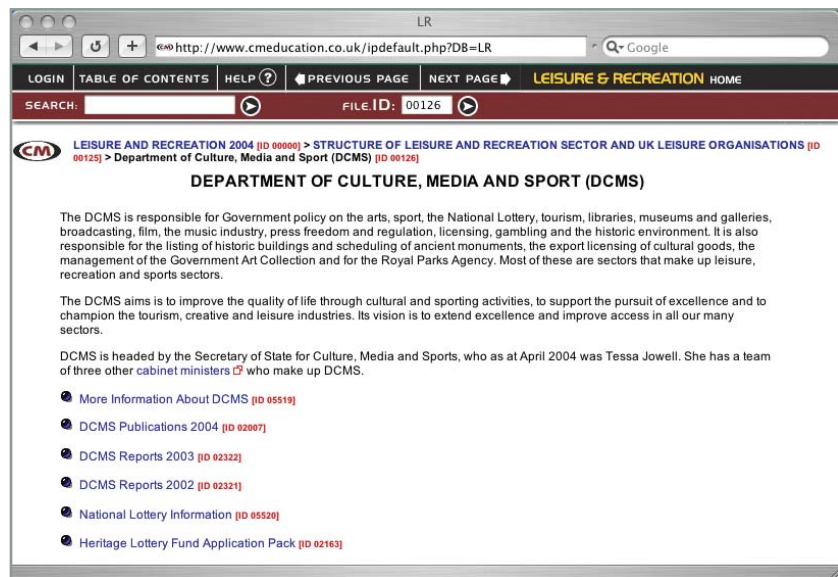 LR
http://www.cmeducation.co.uk/ipdefault.php?DB=LR
Google
LOGIN TABLE OF CONTENTS HELP ? PREVIOUS PAGE NEXT PAGE LEISURE & RECREATION HOME
SEARCH: FILE.ID: 00126
CM
LEISURE AND RECREATION 2004 [ID 00000] > STRUCTURE OF LEISURE AND RECREATION SECTOR AND UK LEISURE ORGANISATIONS [ID
00125] > Department of Culture, Media and Sport (DCMS) [ID 00126]
DEPARTMENT OF CULTURE, MEDIA AND SPORT (DCMS)
The DCMS is responsible for Government policy on the arts, sport, the National Lottery, tourism, libraries, museums and galleries,
broadcasting, film, the music industry, press freedom and regulation, licensing, gambling and the historic environment. It is also
responsible for the listing of historic buildings and scheduling of ancient monuments, the export licensing of cultural goods, the
management of the Government Art Collection and for the Royal Parks Agency. Most of these are sectors that make up leisure,
recreation and sports sectors.
The DCMS aims is to improve the quality of life through cultural and sporting activities, to support the pursuit of excellence and to
champion the tourism, creative and leisure industries. Its vision is to extend excellence and improve access in all our many
sectors.
DCMS is headed by the Secretary of State for Culture, Media and Sports, who as at April 2004 was Tessa Jowell. She has a team
of three other cabinet ministers who make up DCMS.
More Information About DCMS [ID 05519]
DCMS Publications 2004 [ID 02007]
DCMS Reports 2003 [ID 02322]
DCMS Reports 2002 [ID 02321]
National Lottery Information [ID 05520]
Heritage Lottery Fund Application Pack [ID 02163]